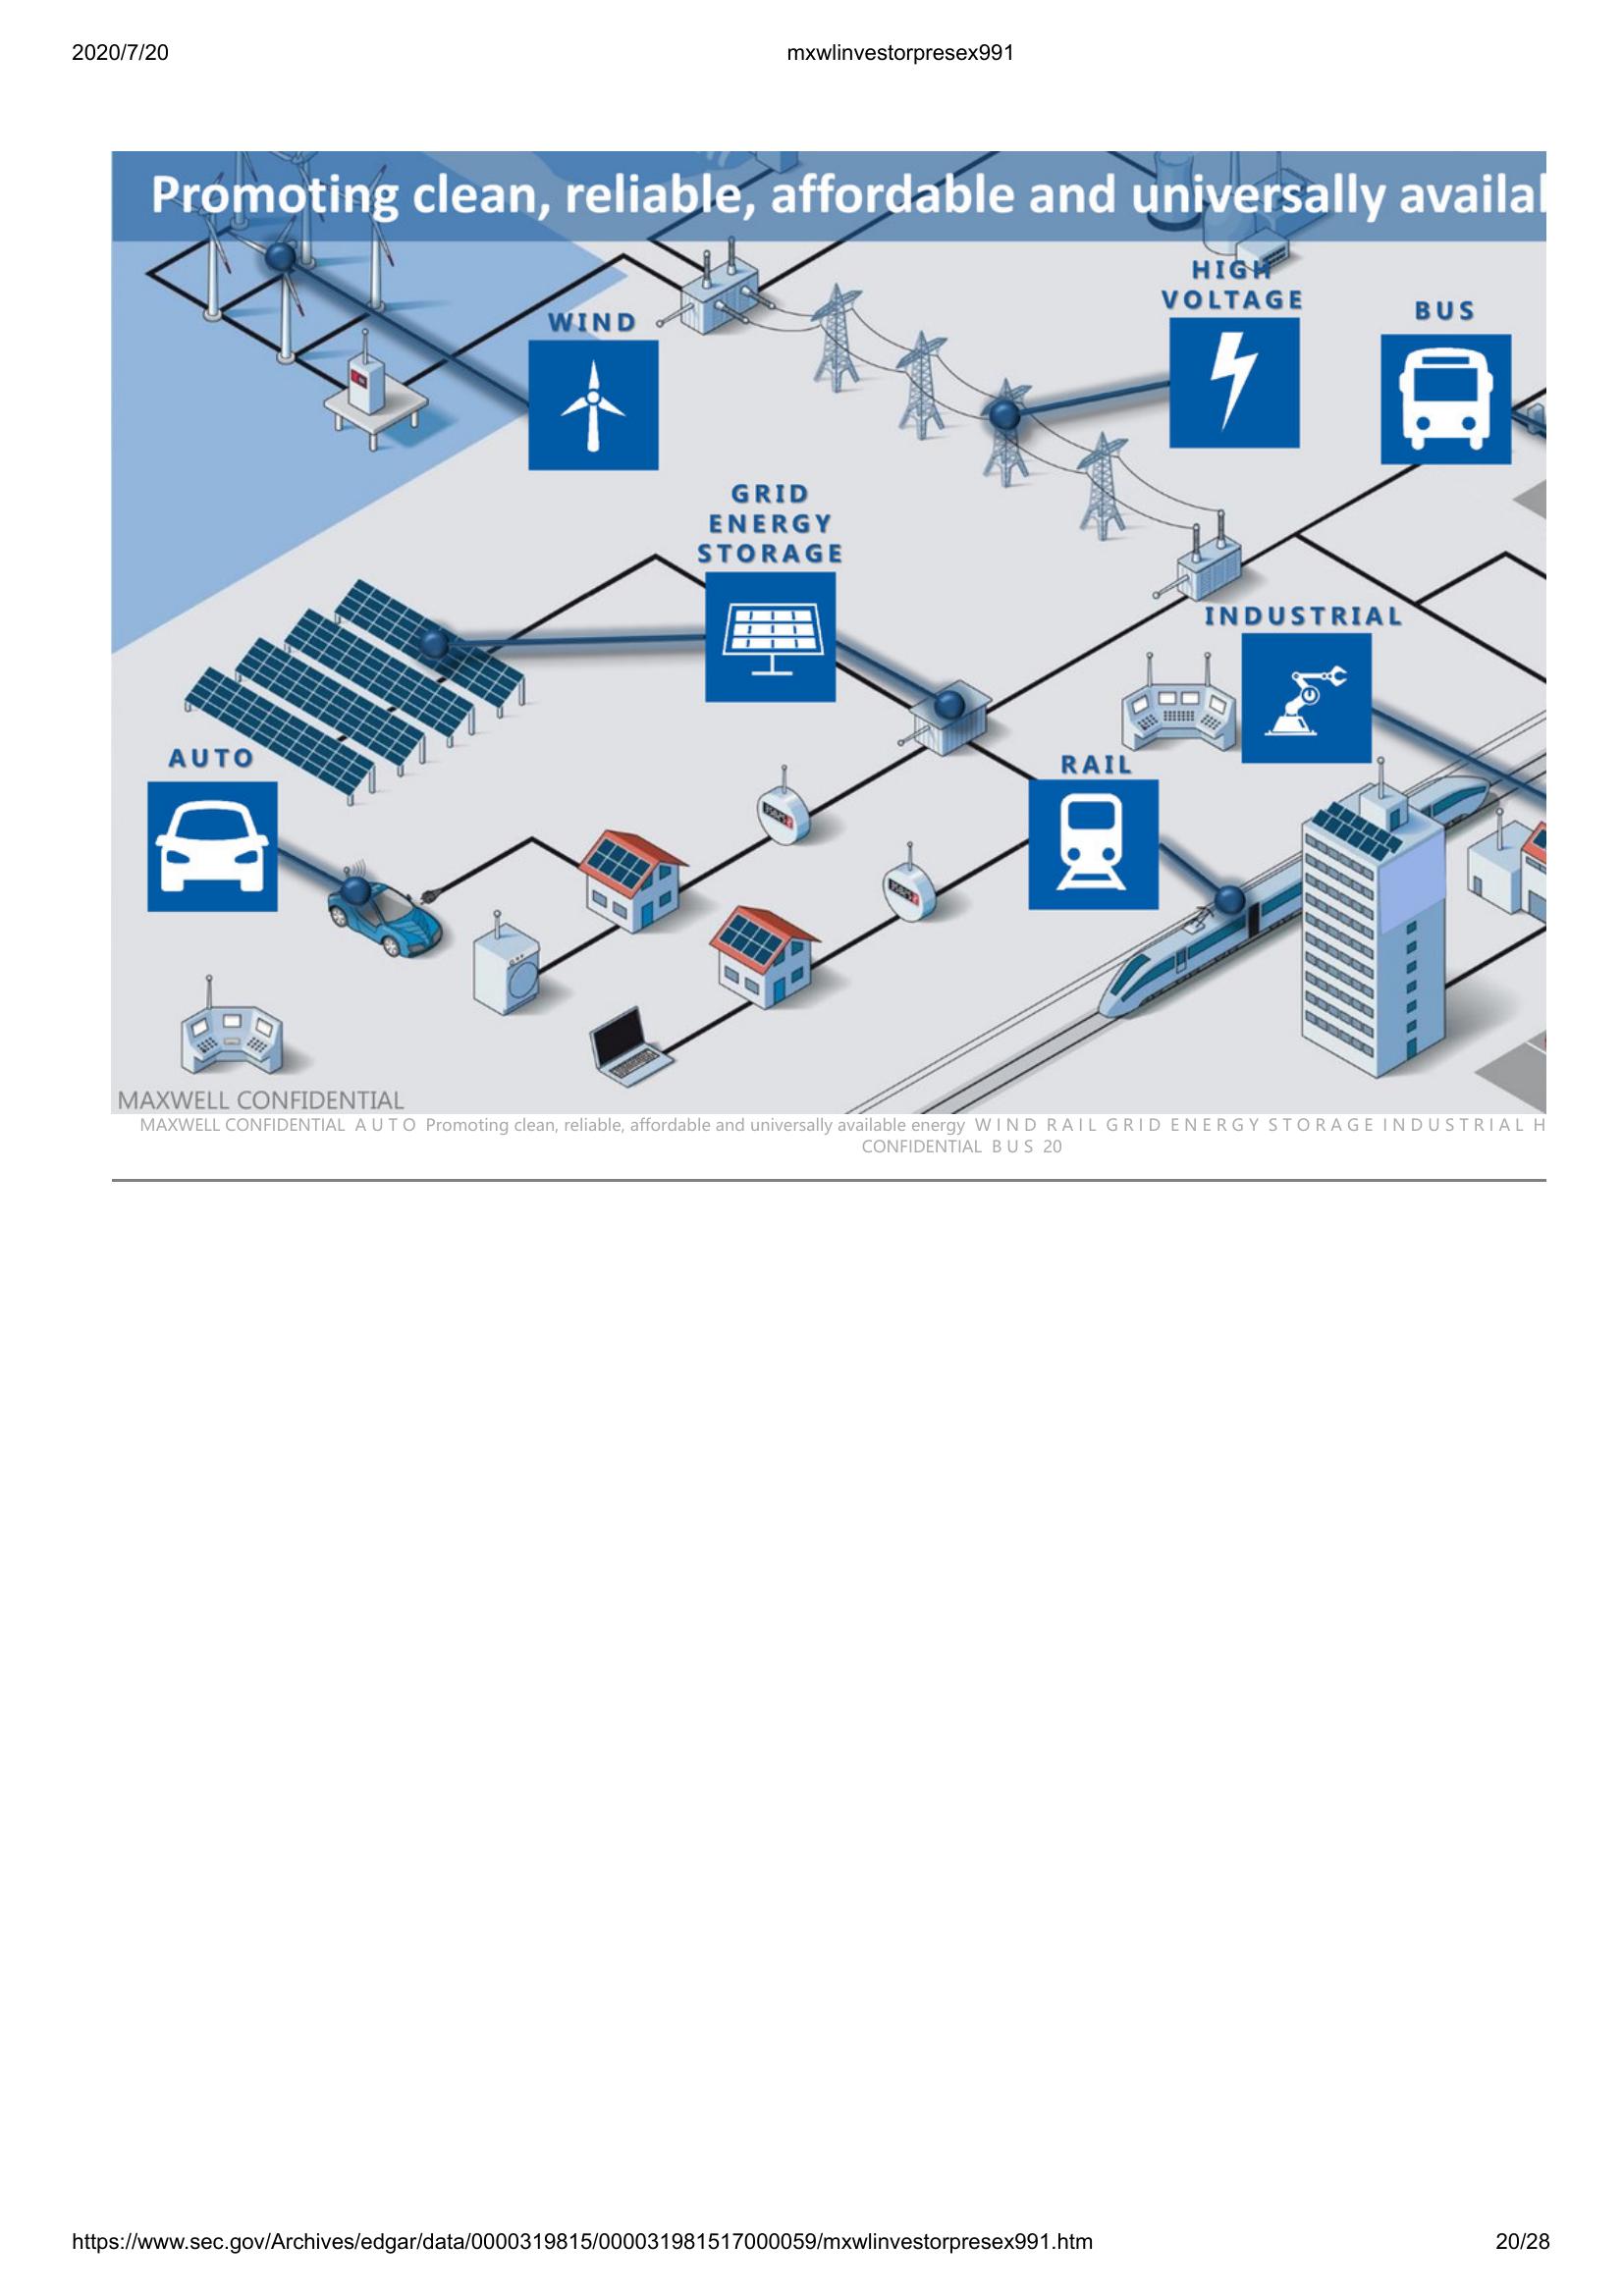 2020/7/20
mxwlinvestorpresex991
Promoting clean, reliable, affordable and universally availal
HIGH
VOLTAGE
BUS
WIND
GRID
ENERGY
STORAGE
INDUSTRIAL
AUTO
RAIL
MAXWELL CONFIDENTIAL
MAXWELL CONFIDENTIAL A U T O Promoting clean, reliable, affordable and universally available energy W I N D R A I L G R I D E N E R G Y S T O R A G E I N D U S T R I A L H
CONFIDENTIAL B U S 20
https://www.sec.gov/Archives/edgar/data/0000319815/000031981517000059/mxwlinvestorpresex991.htm
20/28